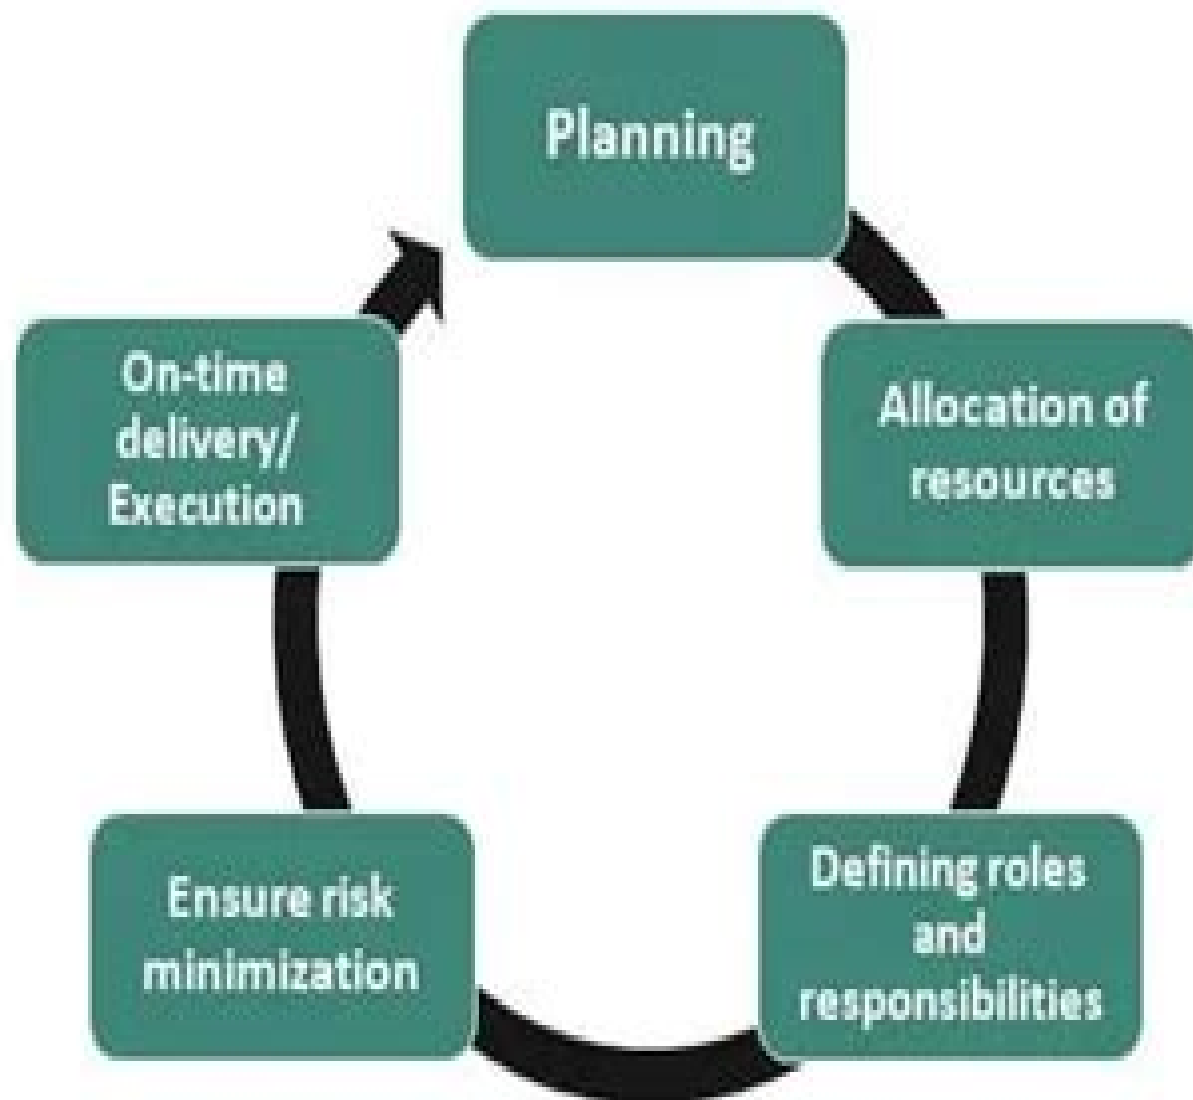 Planning
Allocation of
resources
Defining roles
and
responsibilities
Ensure risk
minimization
On-time
delivery/
Execution